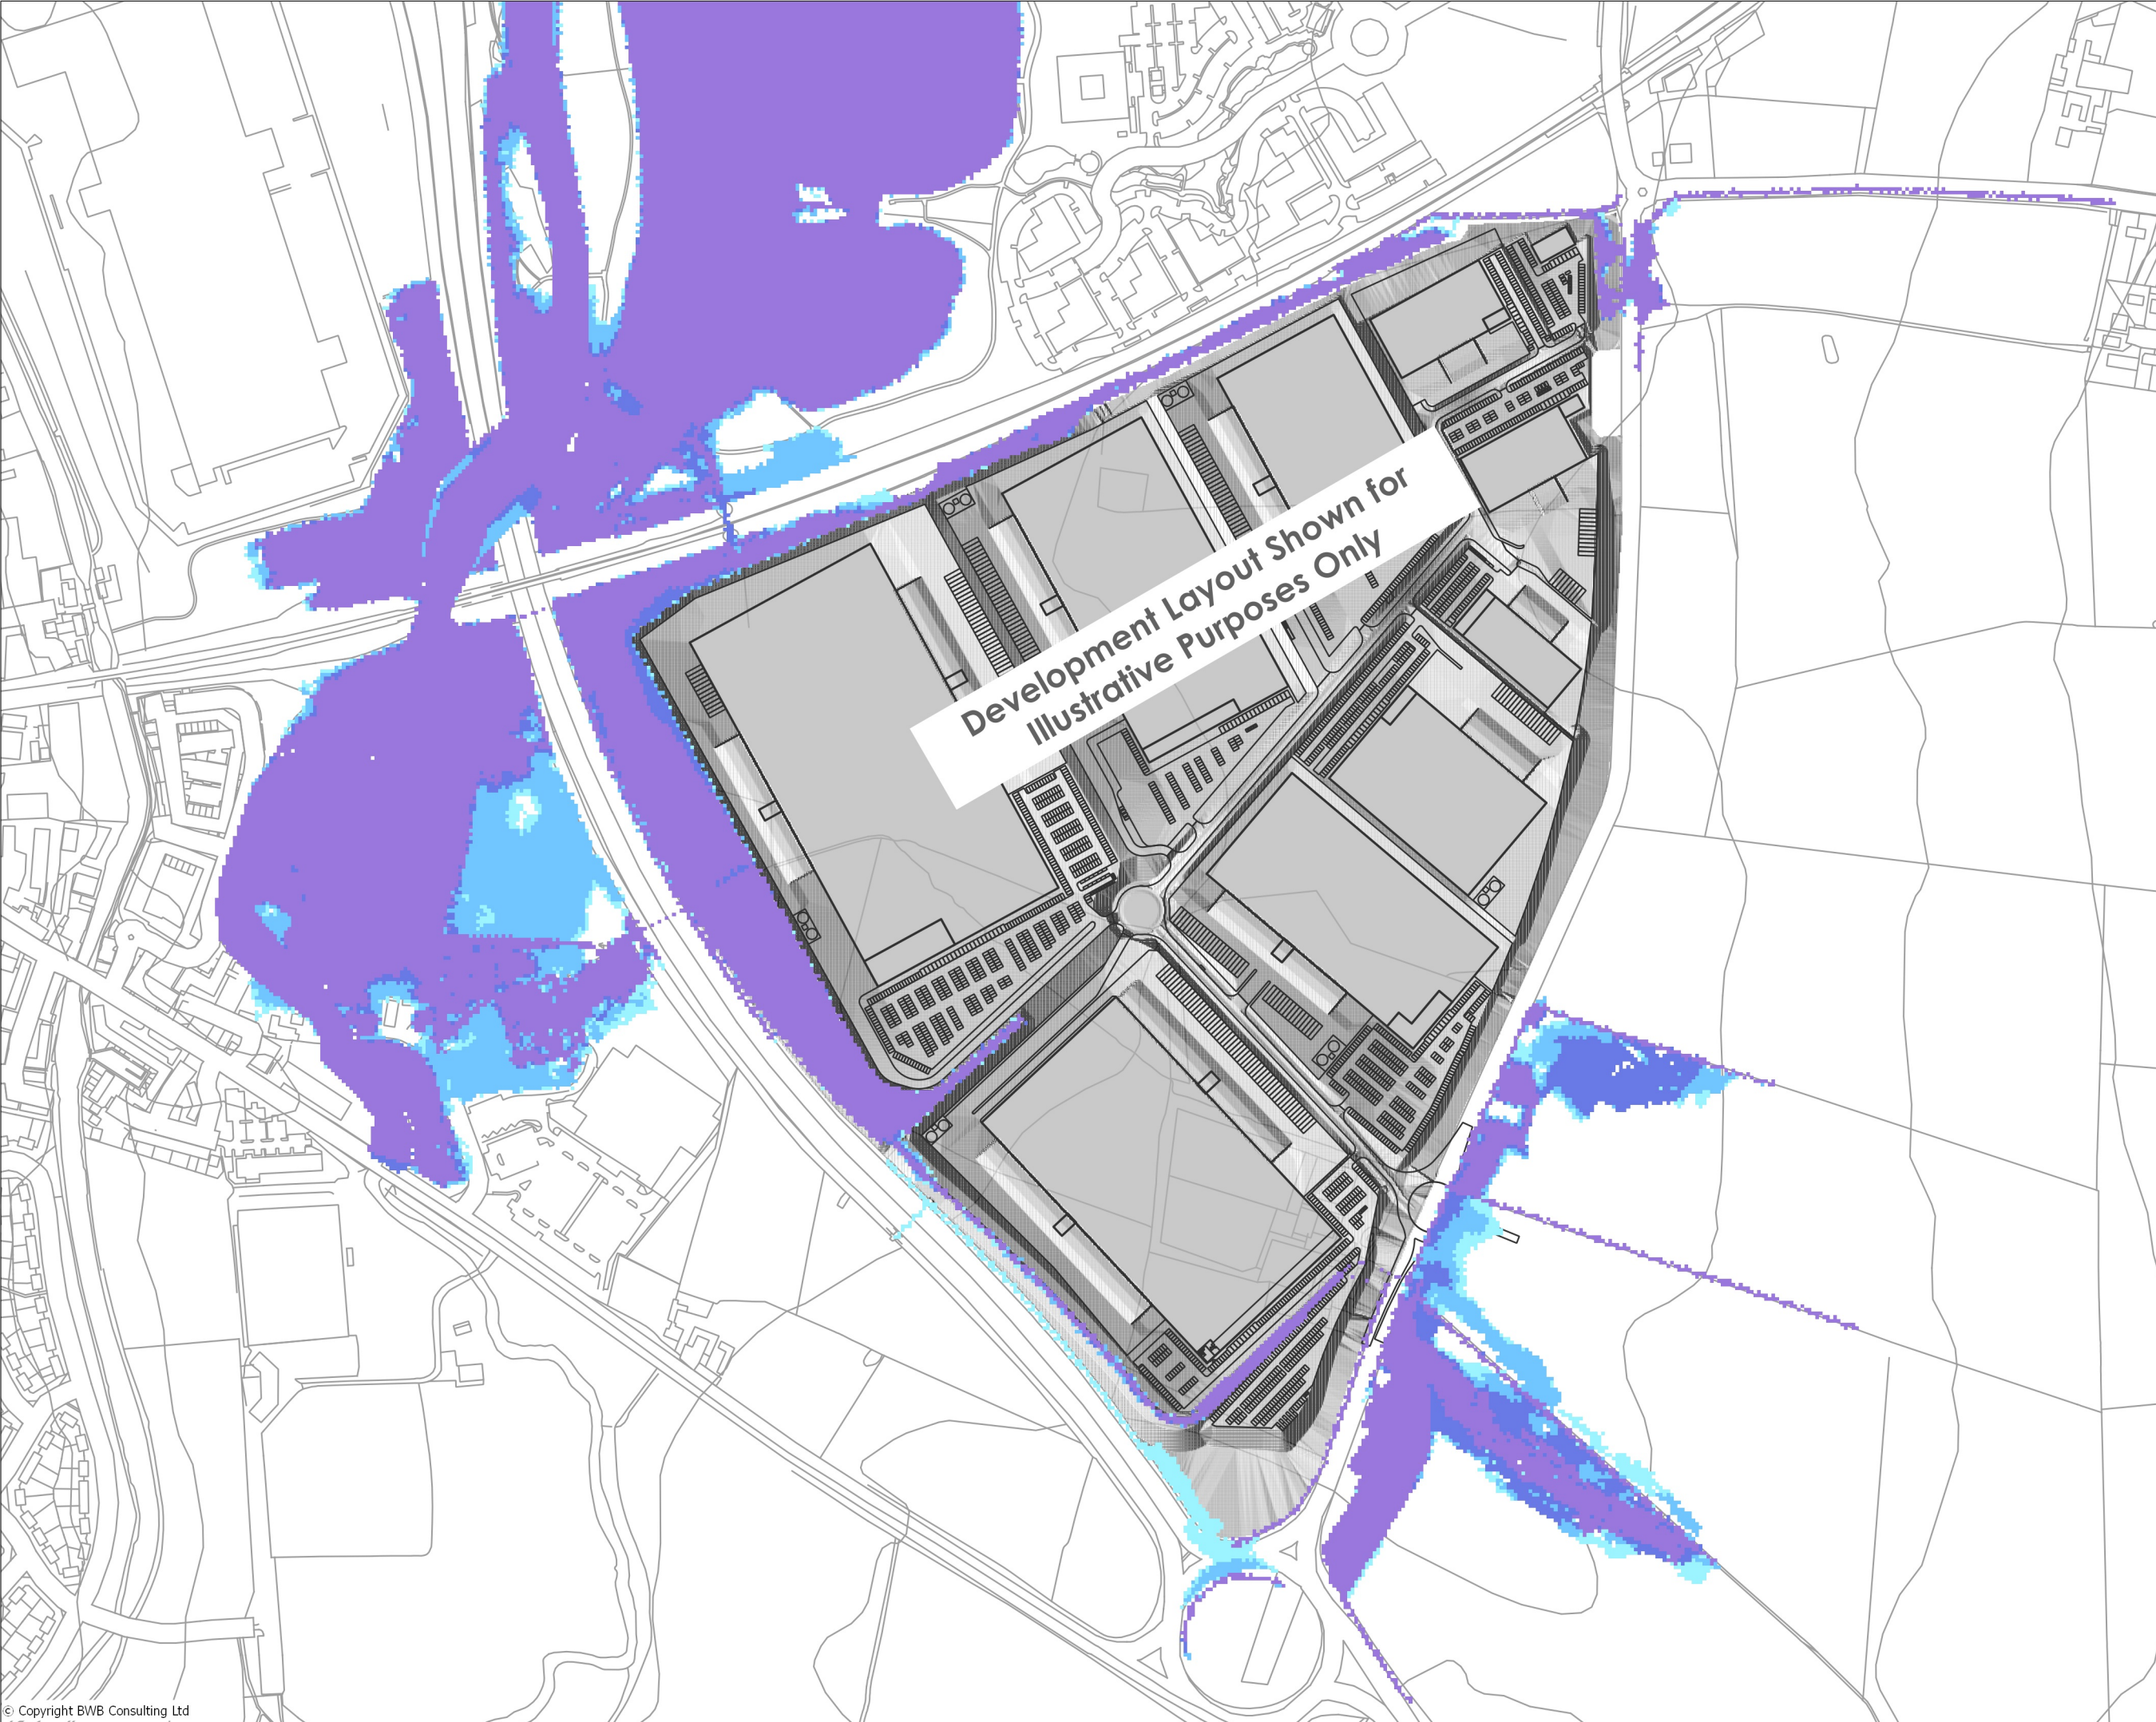 Development Layout Shown for
Illustrative Purposes Only
© Copyright BWB Consulting Ltd